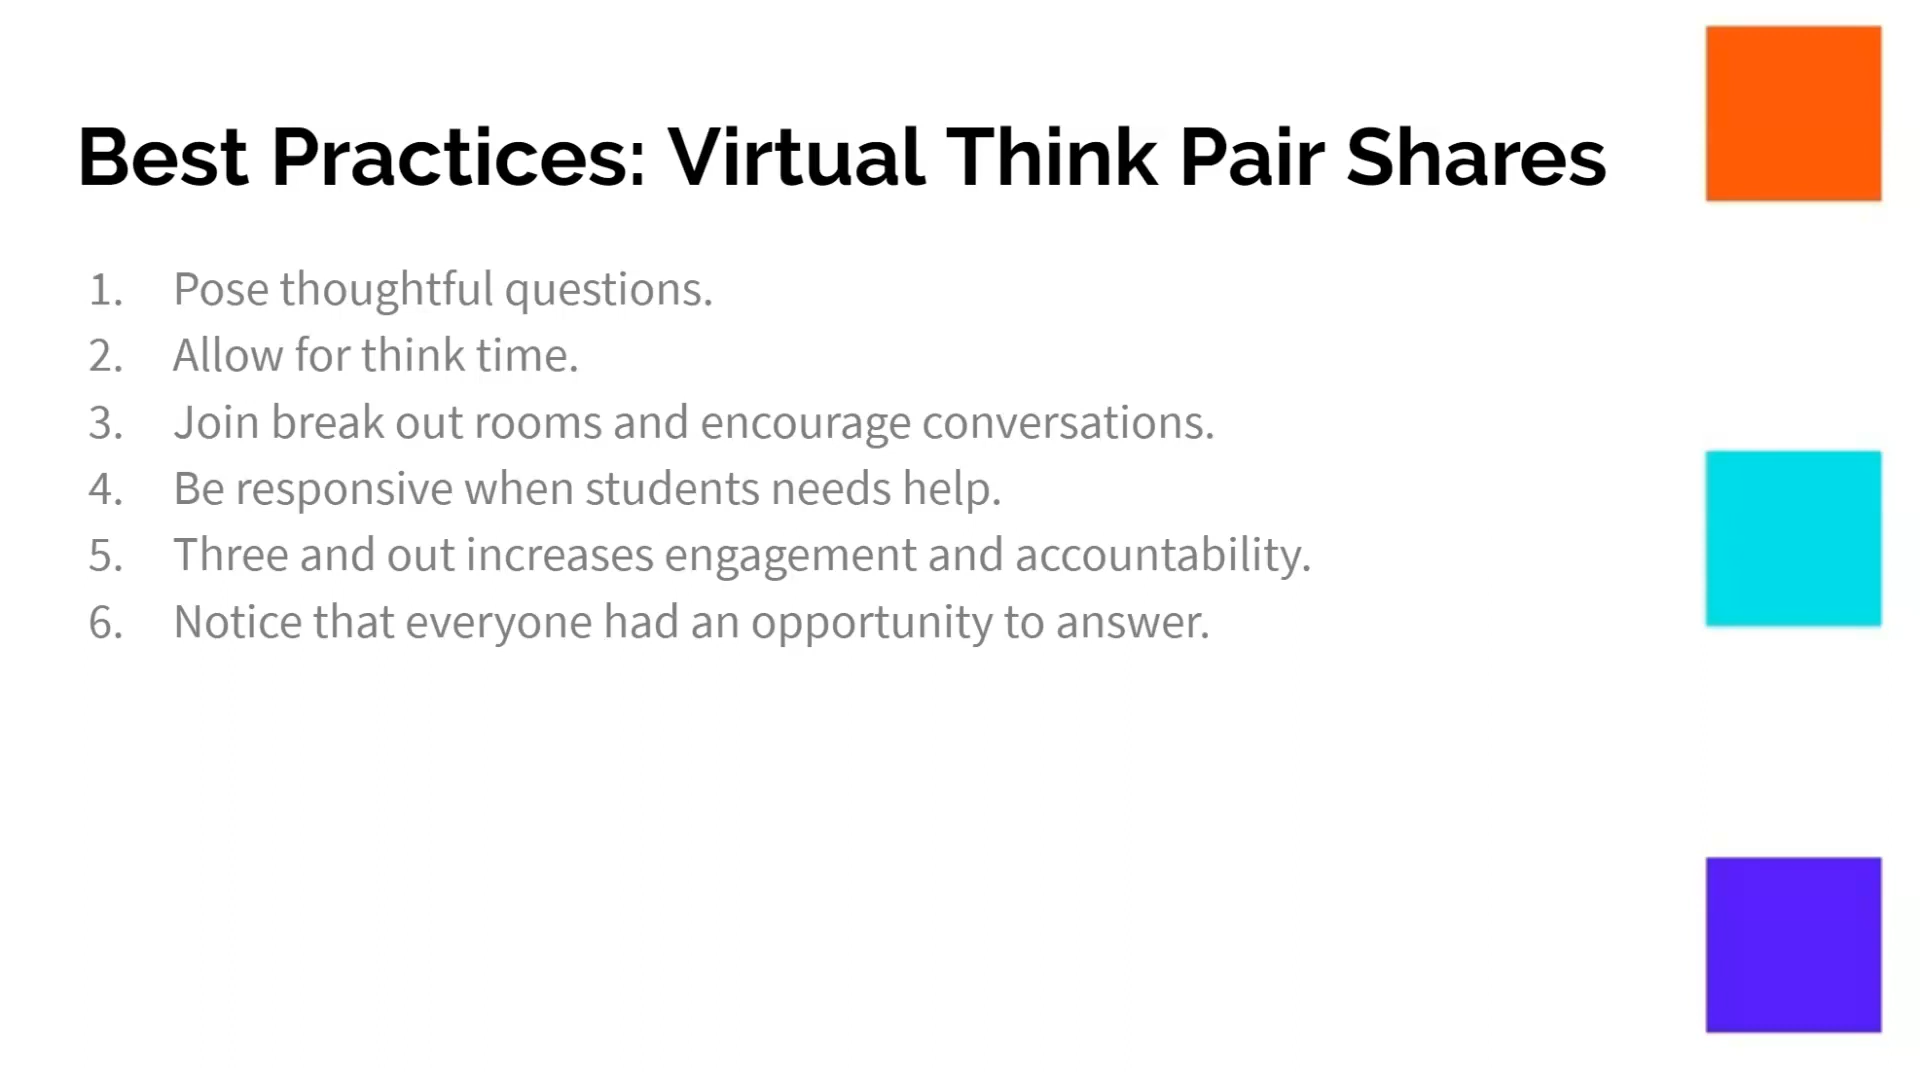 Best Practices: Virtual Think Pair Shares
1. Pose thoughtful questions.
2. Allow for think time.
3. Join break out rooms and encourage conversations.
4. Be responsive when students needs help.
5. Three and out increases engagement and accountability.
6. Notice that everyone had an opportunity to answer.